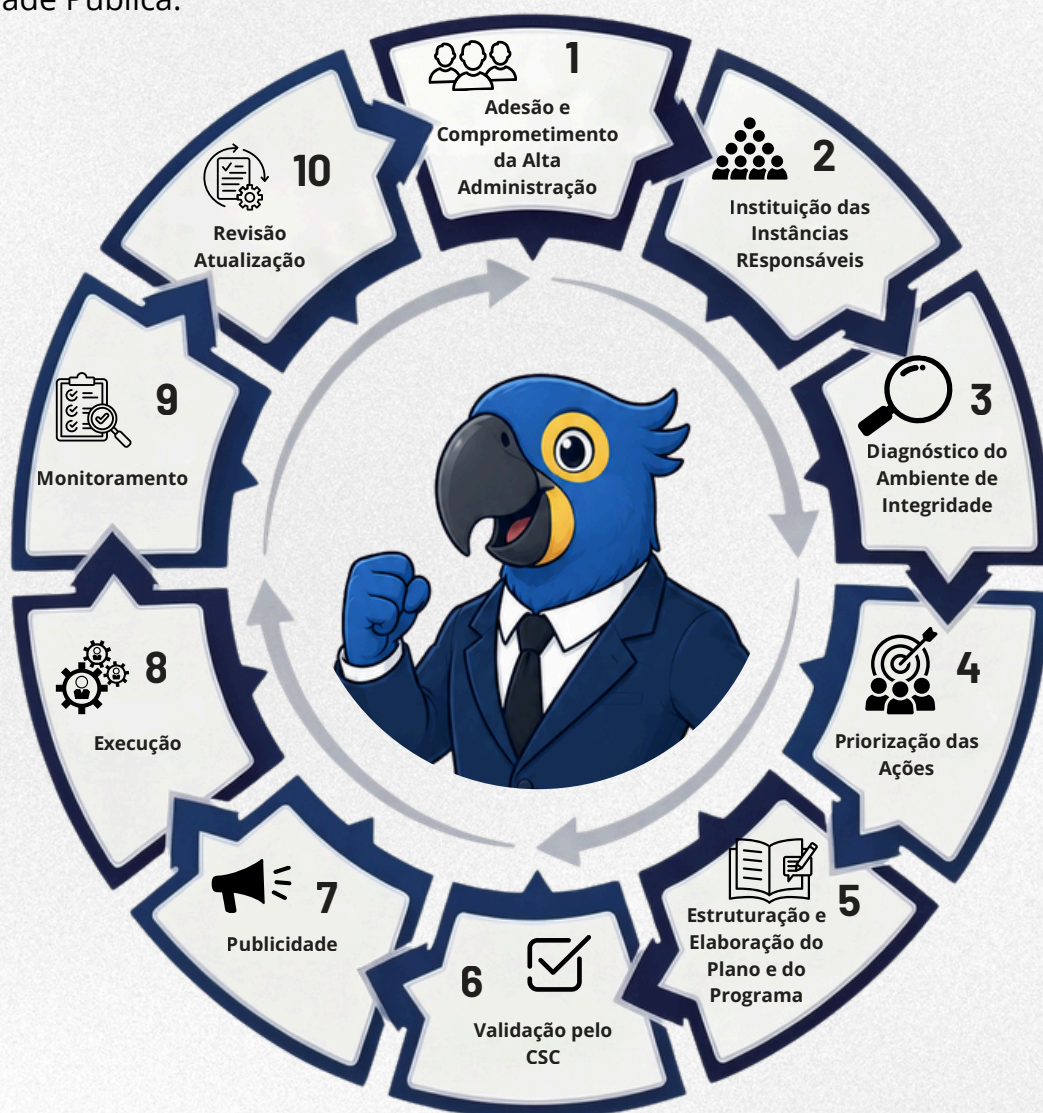 ade Pública.
1
Adesão e
Comprometimento
da Alta
Administração
2
Instituição das
Instâncias
REsponsáveis
3
Diagnóstico do
Ambiente de
Integridade
4
Priorização das
Ações
5
Estruturação e
Elaboração do
Plano e do
Programa
6
Validação pelo
CSC
7
Publicidade
8
Execução
9
Monitoramento
10
Revisão
Atualização